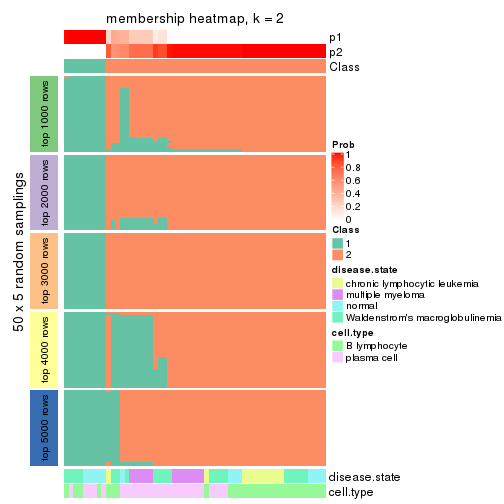 membership heatmap, k = 2
p1
p2
Class
50 x 5 random samplings
top 1000 rows
top 2000 rows
top 3000 rows
top 4000 rows
top 5000 rows
Prob
1
0.8
0.6
0.4
0.2
0
Class
1
2
disease.state
chronic lymphocytic leukemia
multiple myeloma
normal
Waldenstrom's macroglobulinemia
cell.type
B lymphocyte
plasma cell
disease.state
cell.type